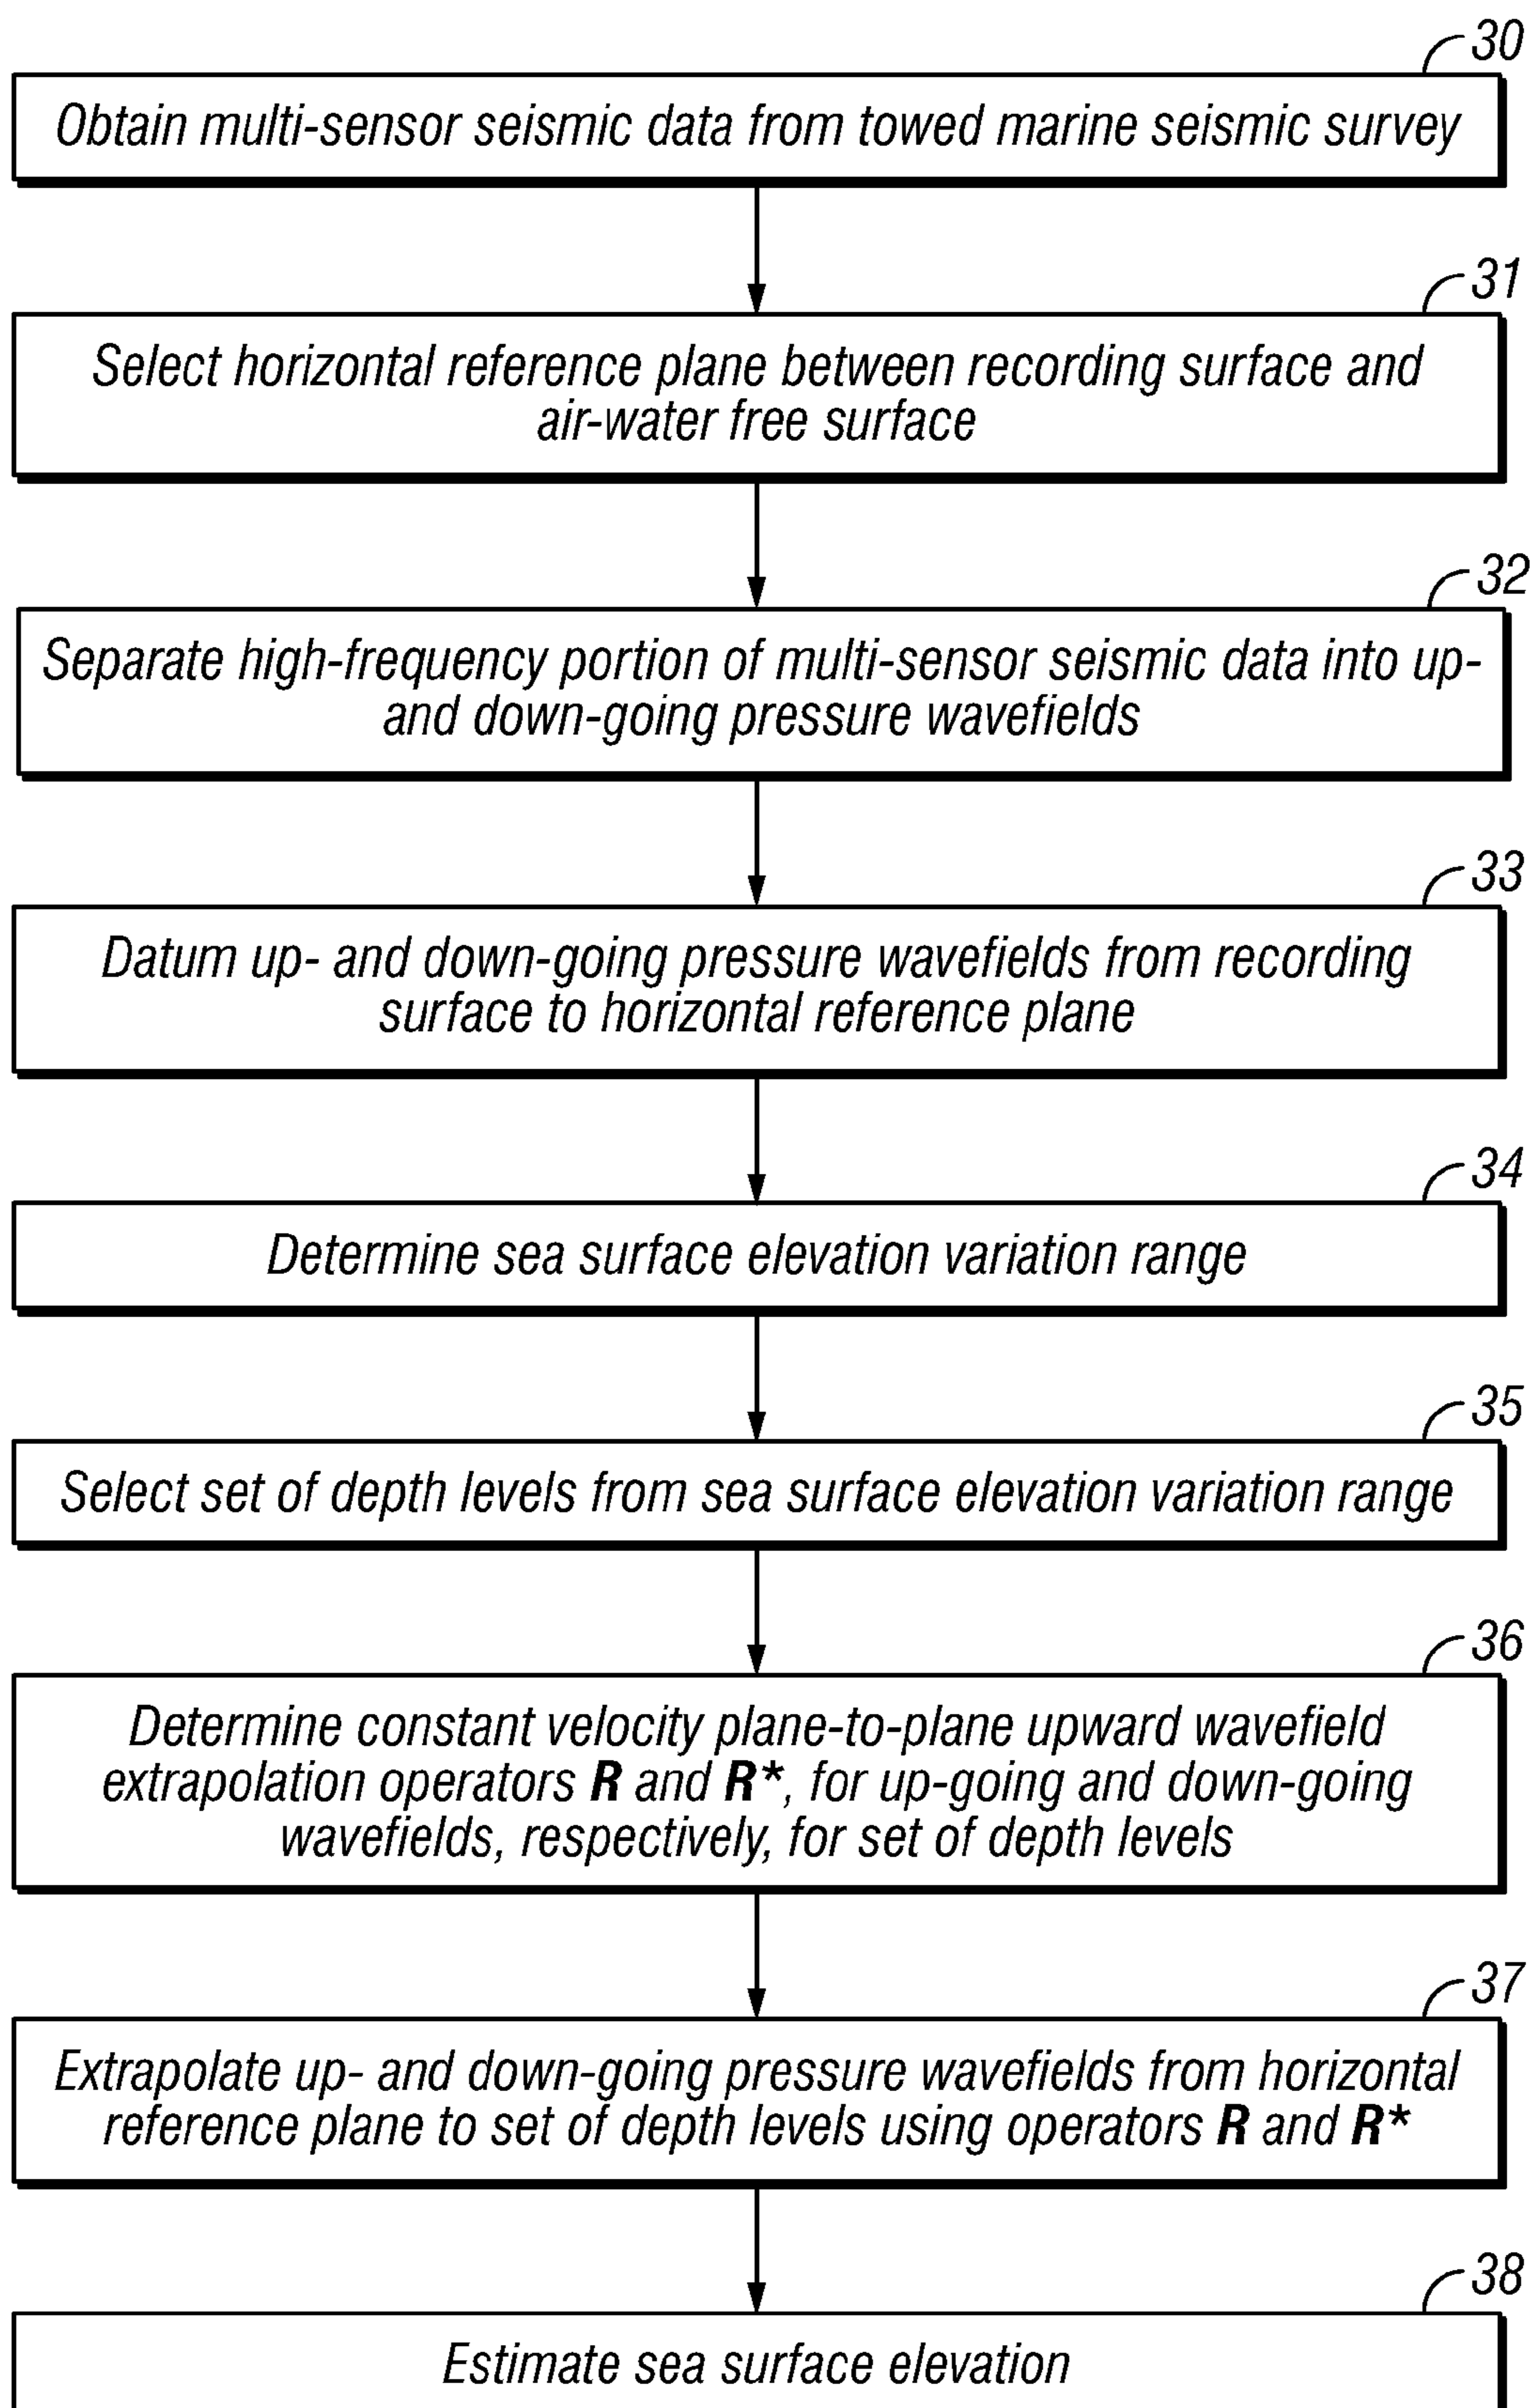 30
Obtain multi-sensor seismic data from towed marine seismic survey
31
Select horizontal reference plane between recording surface and
air-water free surface
32
Separate high-frequency portion of multi-sensor seismic data into up-
and down-going pressure wavefields
33
Datum up- and down-going pressure wavefields from recording
surface to horizontal reference plane
34
Determine sea surface elevation variation range
35
Select set of depth levels from sea surface elevation variation range
36
Determine constant velocity plane-to-plane upward wavefield
extrapolation operators R and R*, for up-going and down-going
wavefields, respectively, for set of depth levels
37
Extrapolate up- and down-going pressure wavefields from horizontal
reference plane to set of depth levels using operators R and R*
38
Estimate sea surface elevation